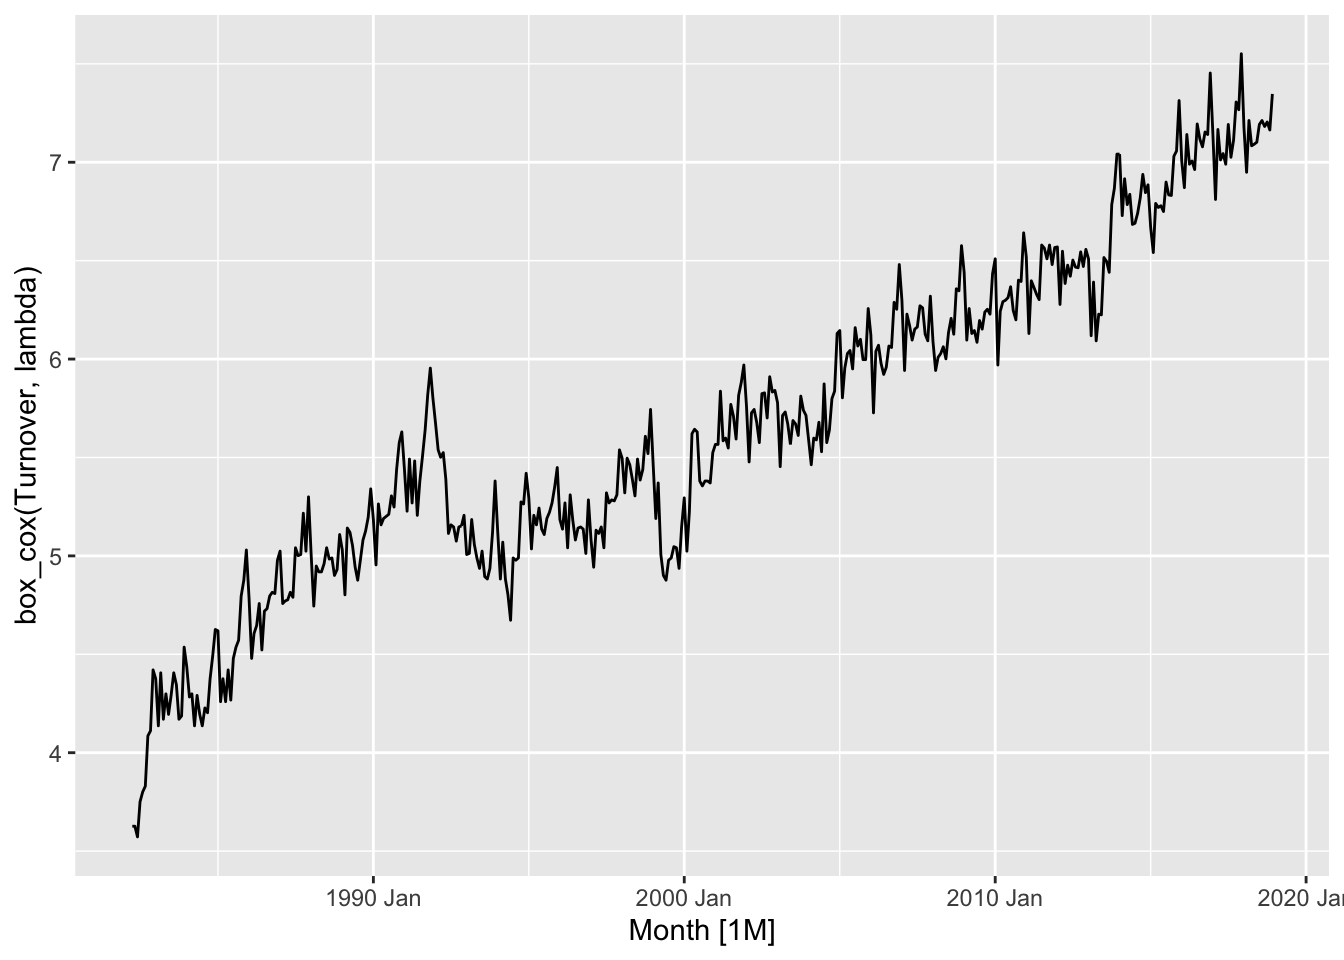 7
6
5
4
box_cox(Turnover, lambda)
1990 Jan
2000 Jan
2010 Jan
2020 Jan
Month [1M]